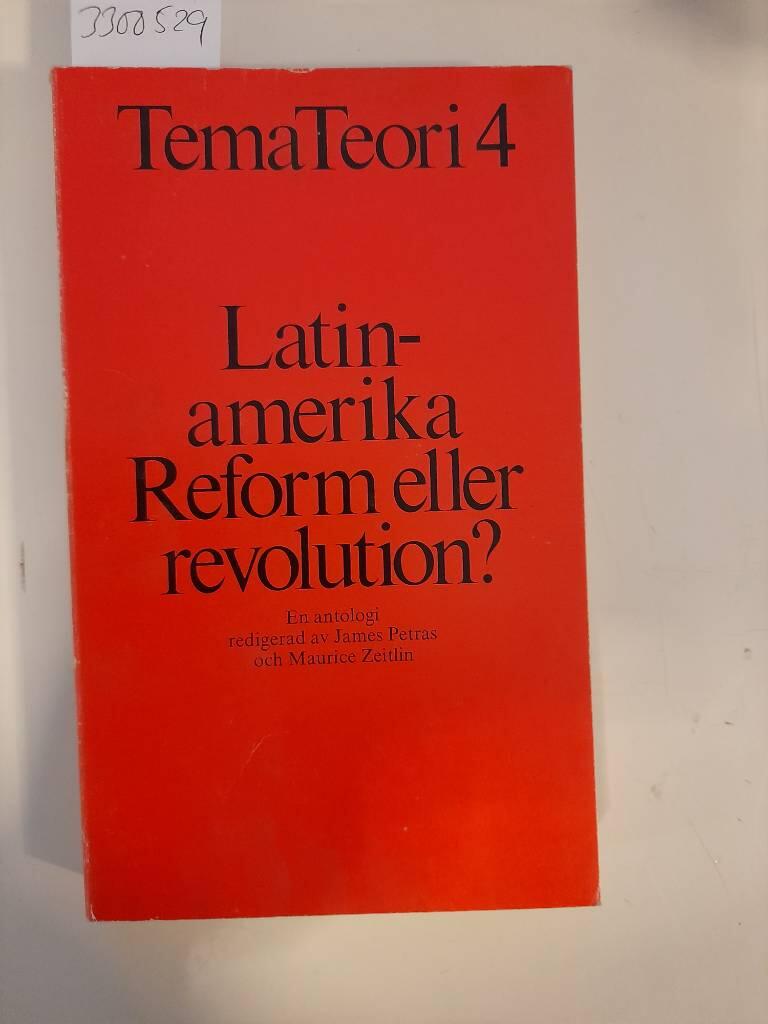 3300529
TemaTeori 4
Latin-
amerika
Reform eller
revolution?
En antologi
redigerad av James Petras
och Maurice Zeitlin